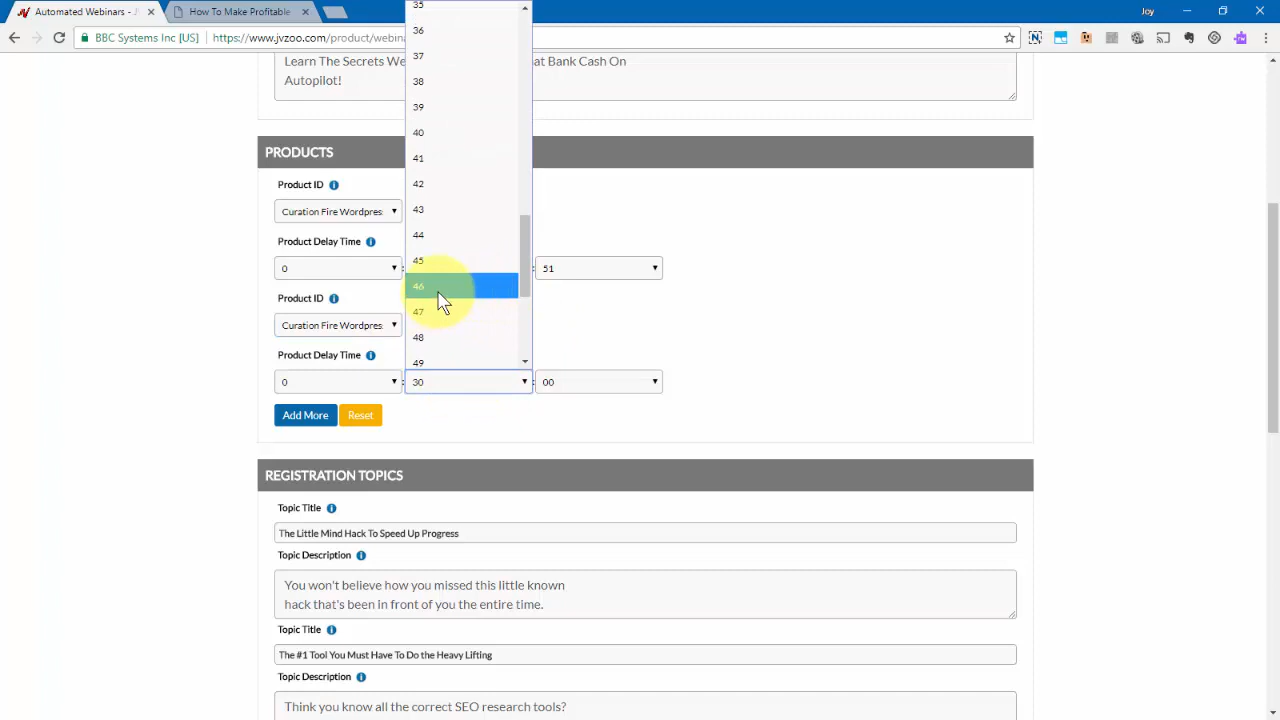 Automated Webinars - J
How To Make Profitable
Joy
BBC Systems Inc [US]
https://www.jvzoo.com/product/webina
Learn The Secrets We
at Bank Cash On
Autopilot!
PRODUCTS
Product ID
Curation Fire Wordpres
Product Delay Time
0
:
51
Product ID
Curation Fire Wordpres
Product Delay Time
0
:
30
:
00
35
36
37
38
39
40
41
42
43
44
45
46
47
48
49
Add More
Reset
REGISTRATION TOPICS
Topic Title
The Little Mind Hack To Speed Up Progress
Topic Description
You won't believe how you missed this little known
hack that's been in front of you the entire time.
Topic Title
The #1 Tool You Must Have To Do the Heavy Lifting
Topic Description
Think you know all the correct SEO research tools?